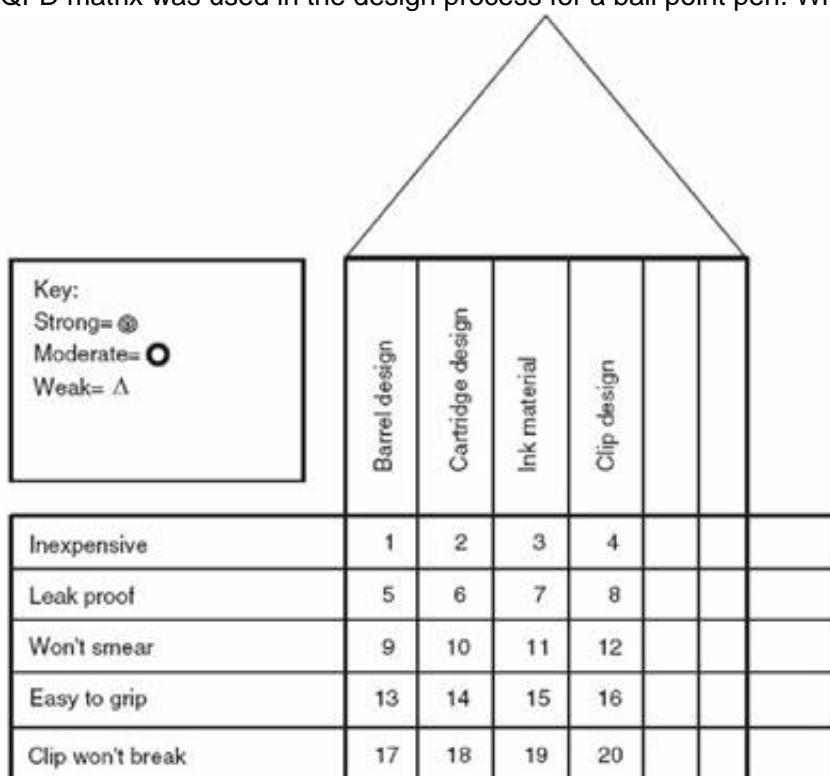 QFD matrix was used in the design process for a ball point pen.
Key:
Strong=
Moderate=
Weak= Λ
Barrel design
Cartridge design
Ink material
Clip design
Inexpensive 1 2 3 4
Leak proof 5 6 7 8
Won't smear 9 10 11 12
Easy to grip 13 14 15 16
Clip won't break 17 18 19 20